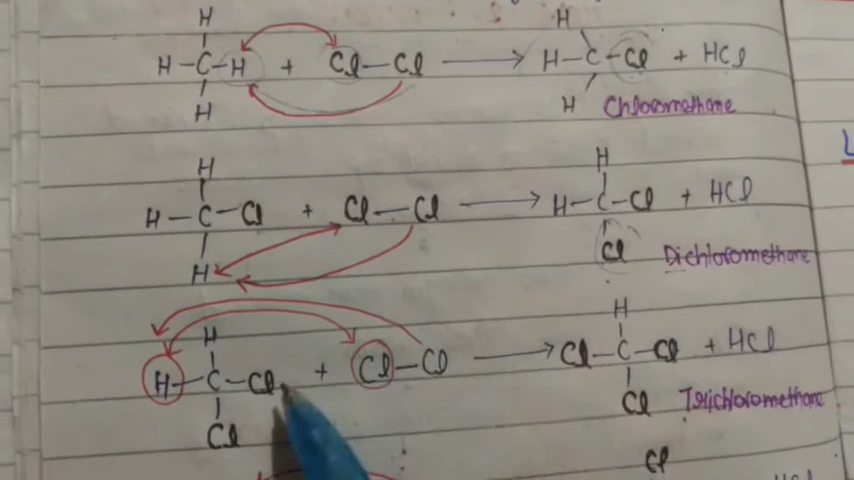 H H
H-C-H + Cl-Cl → H-C-Cl + HCl
H H Chloromethane
H H
H-C-Cl + Cl-Cl → H-C-Cl + HCl
H Cl Dichloromethane
H H
H-C-Cl + Cl-Cl → Cl-C-Cl + HCl
Cl Cl Trichloromethane
Cl
HCl